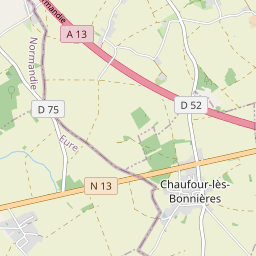 Normandie
A 13
Normandie
D 52
D 75
Eure
N 13
Chaufour-lès-
Bonnières